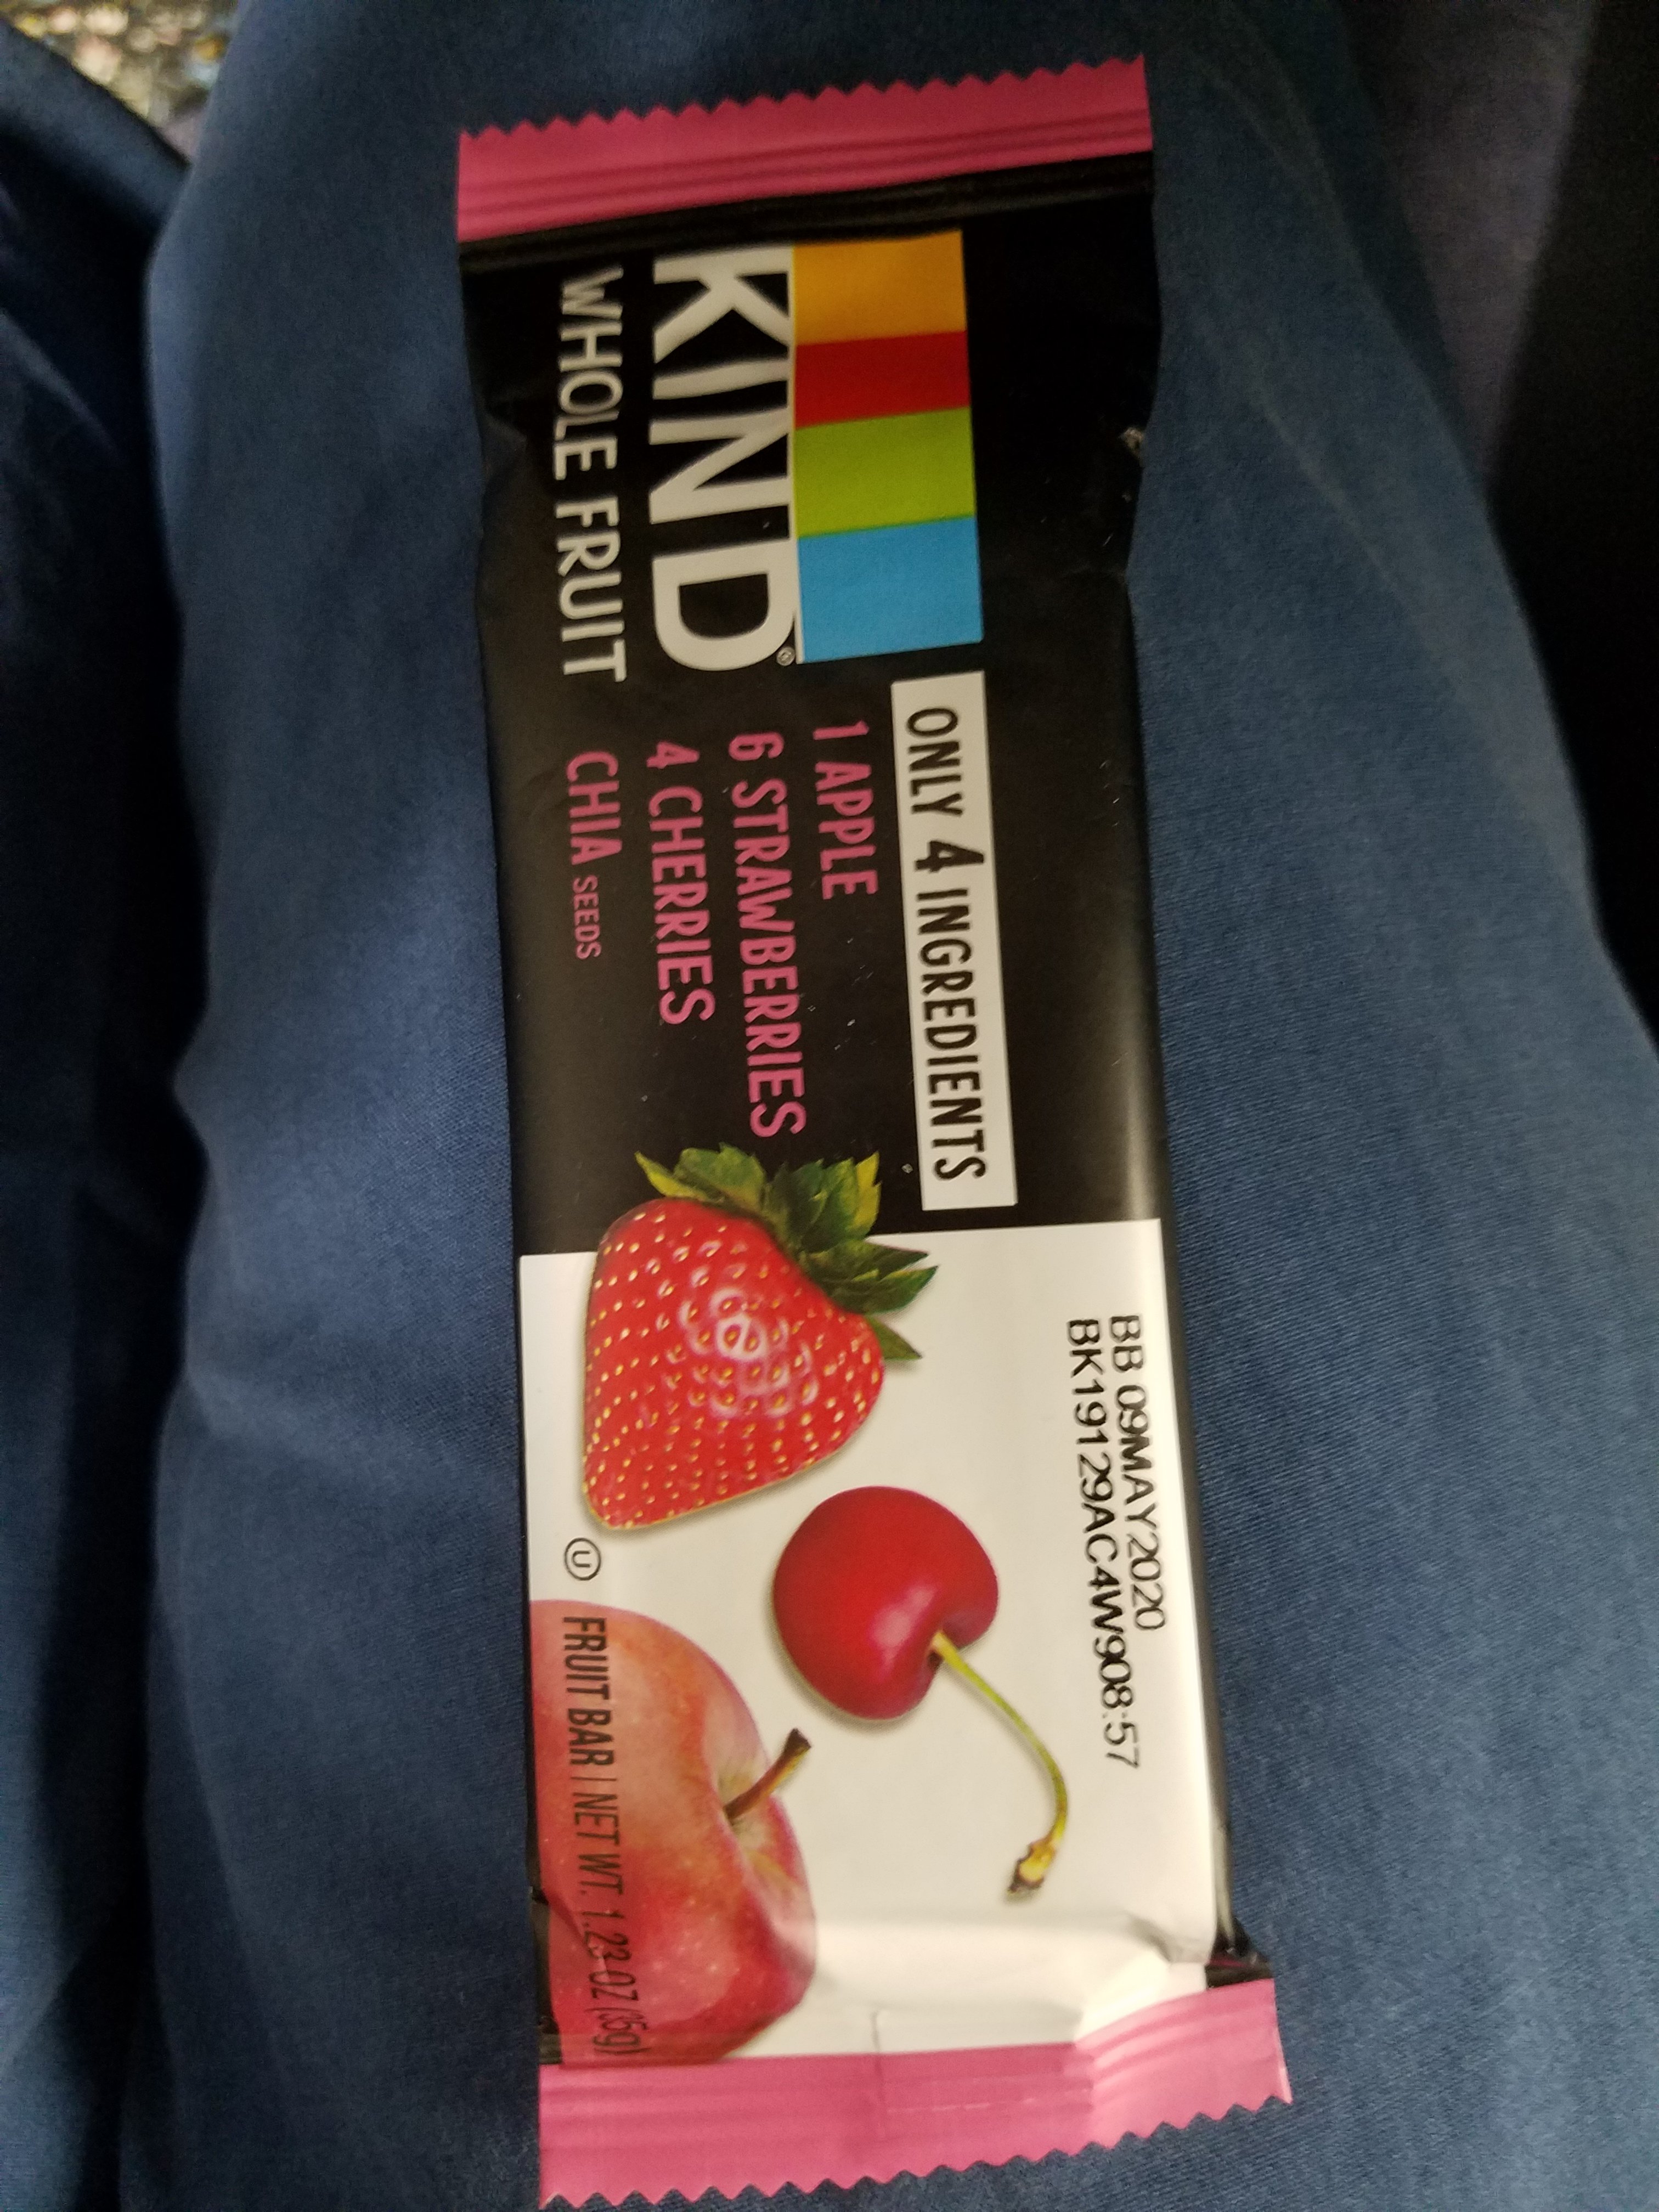 KIND®
WHOLE FRUIT
ONLY 4 INGREDIENTS
1 APPLE
6 STRAWBERRIES
4 CHERRIES
CHIA SEEDS
BB 09MAY2020
BK19129AC4W908:57
U
FRUIT BAR | NET WT. 1.23 OZ (35g)